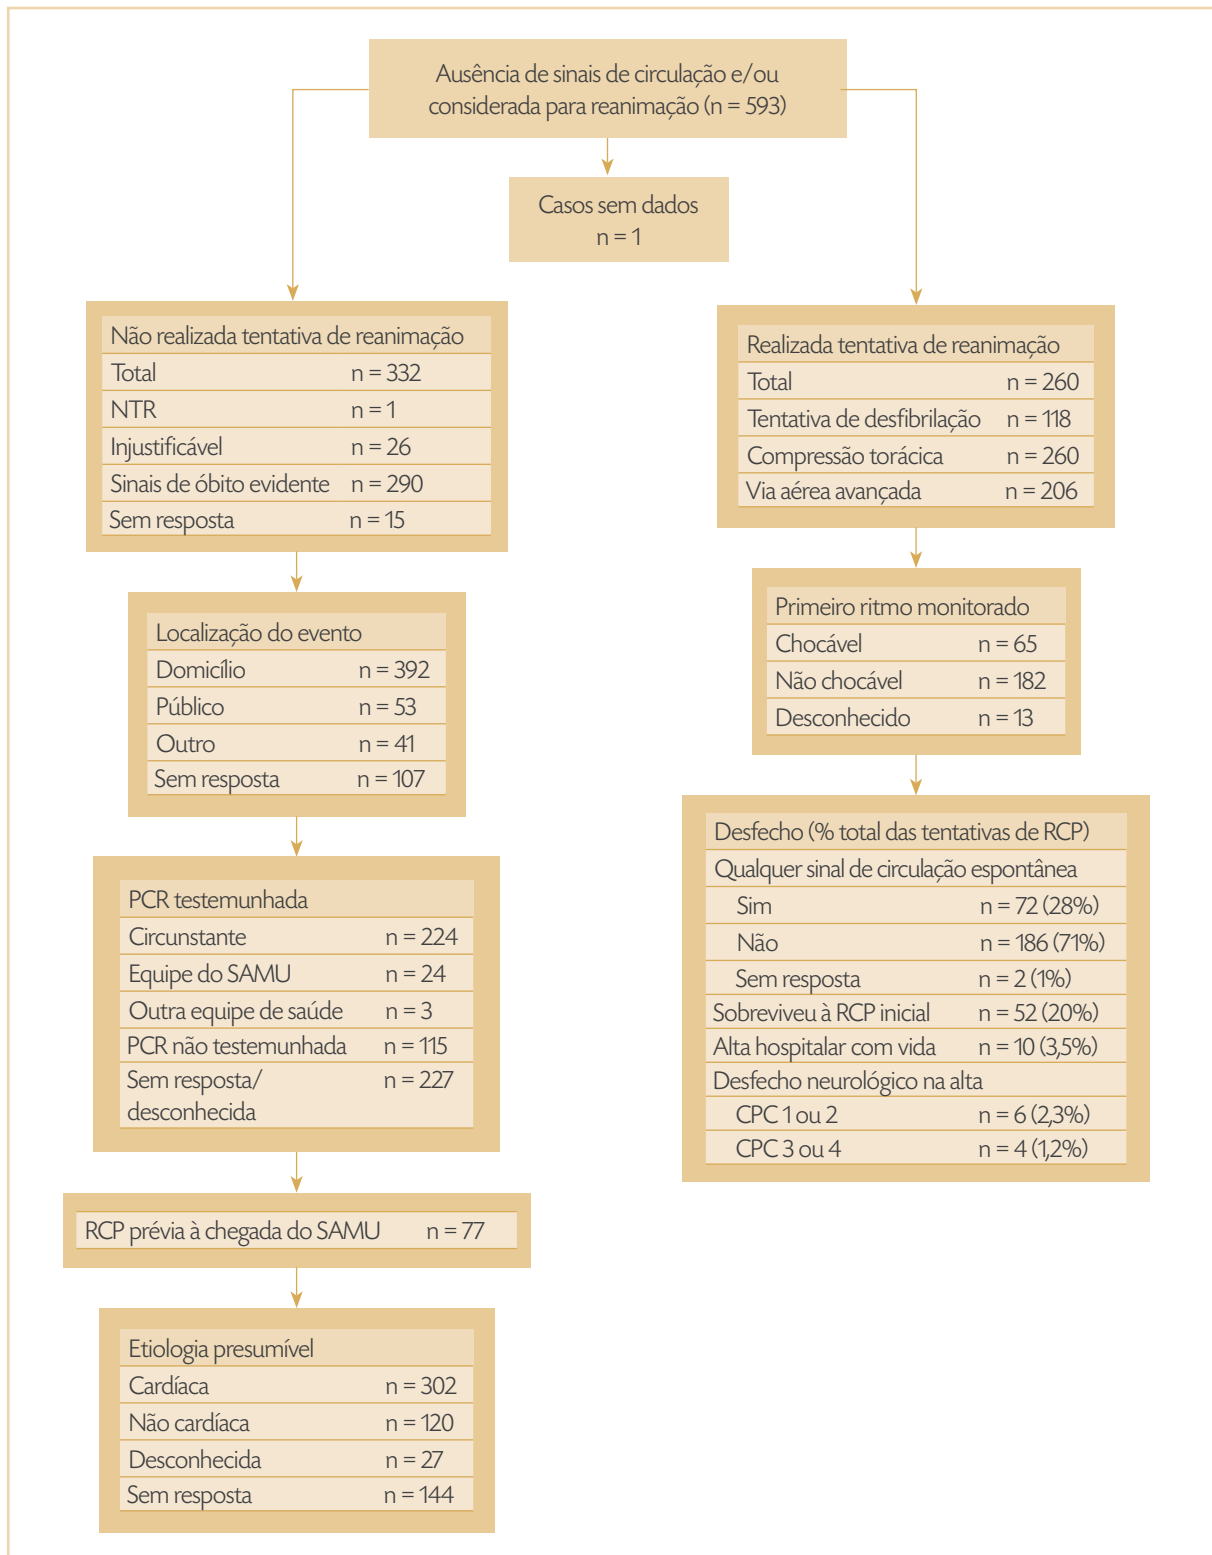 Ausência de sinais de circulação e/ou
considerada para reanimação (n = 593)
Casos sem dados
n = 1
Não realizada tentativa de reanimação
Total n = 332
NTR n = 1
Injustificável n = 26
Sinais de óbito evidente n = 290
Sem resposta n = 15
Localização do evento
Domicílio n = 392
Público n = 53
Outro n = 41
Sem resposta n = 107
PCR testemunhada
Circunstante n = 224
Equipe do SAMU n = 24
Outra equipe de saúde n = 3
PCR não testemunhada n = 115
Sem resposta/ n = 227
desconhecida
RCP prévia à chegada do SAMU n = 77
Etiologia presumível
Cardíaca n = 302
Não cardíaca n = 120
Desconhecida n = 27
Sem resposta n = 144
Realizada tentativa de reanimação
Total n = 260
Tentativa de desfibrilação n = 118
Compressão torácica n = 260
Via aérea avançada n = 206
Primeiro ritmo monitorado
Chocável n = 65
Não chocável n = 182
Desconhecido n = 13
Desfecho (% total das tentativas de RCP)
Qualquer sinal de circulação espontânea
Sim n = 72 (28%)
Não n = 186 (71%)
Sem resposta n = 2 (1%)
Sobreviveu à RCP inicial n = 52 (20%)
Alta hospitalar com vida n = 10 (3,5%)
Desfecho neurológico na alta
CPC 1 ou 2 n = 6 (2,3%)
CPC 3 ou 4 n = 4 (1,2%)